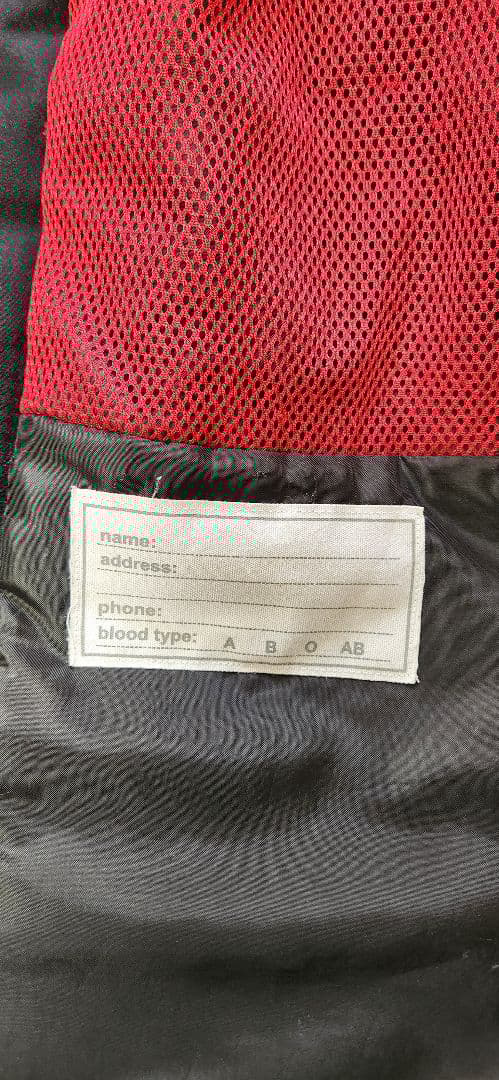 name:
address:
phone:
blood type: A B O AB